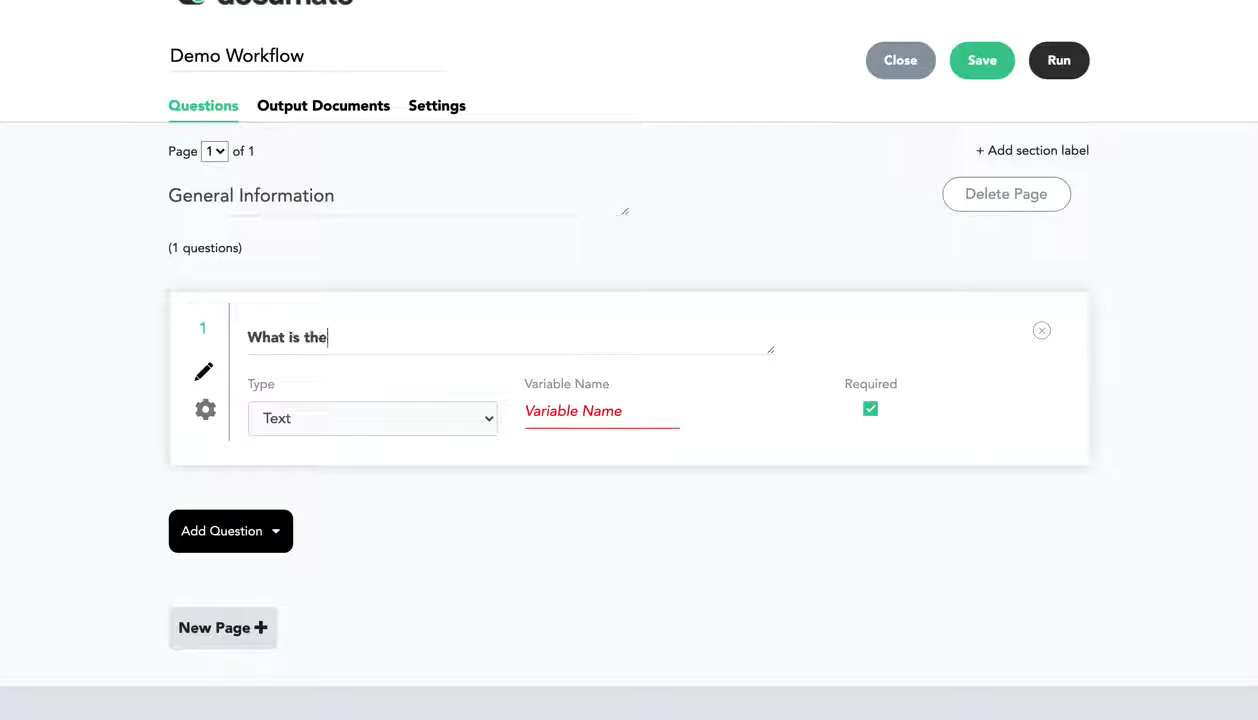 documate
Demo Workflow
Close
Save
Run
Questions
Output Documents
Settings
Page 1 of 1
+ Add section label
General Information
Delete Page
(1 questions)
1
What is the
Type
Variable Name
Required
Text
Variable Name
Add Question
New Page +